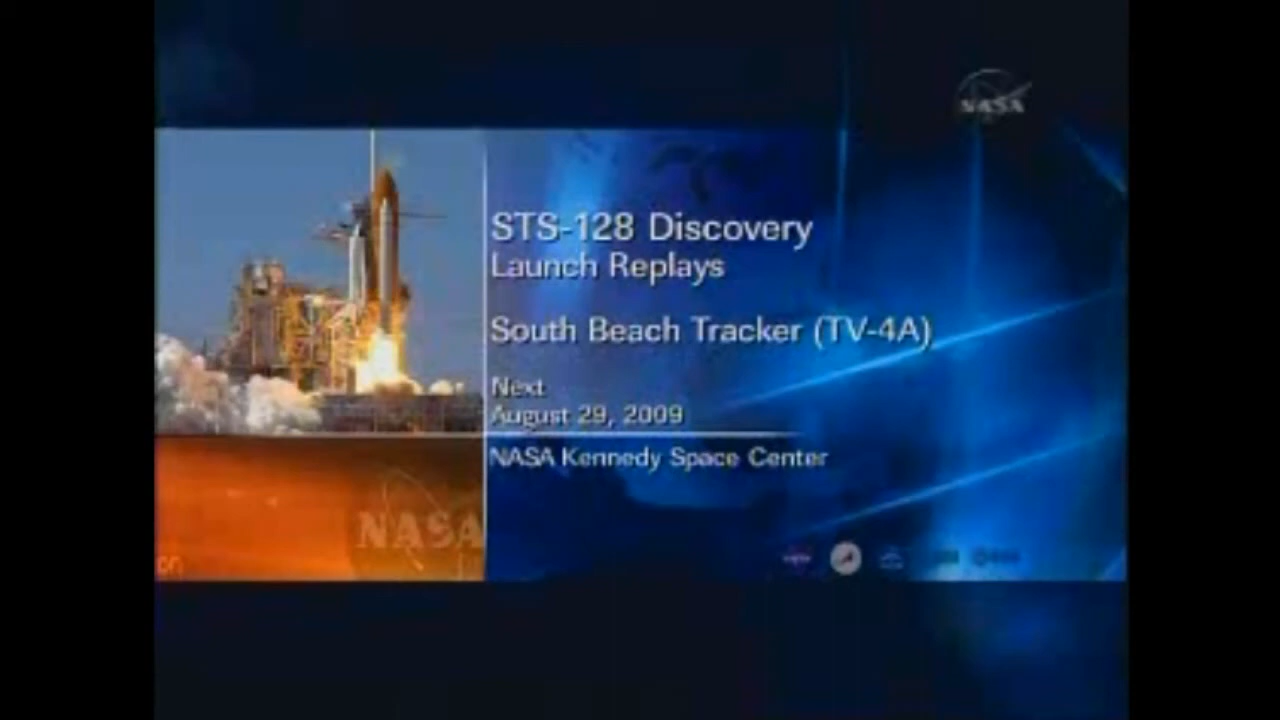 NASA
STS-128 Discovery
Launch Replays
South Beach Tracker (TV-4A)
Next
August 29, 2009
NASA Kennedy Space Center
NASA
on